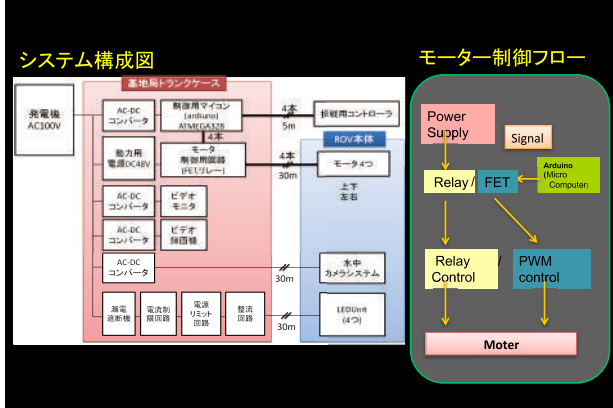 システム構成図
モーター制御フロー
基地局トランクケース
発電機
AC100V
AC-DC
コンバータ
制御用マイコン
(ardiuno)
ATMEGA328
4本
5m
操縦用コントローラ
4本
動力用
電源DC48V
モータ
制御用回路
(FETリレー)
4本
30m
ROV本体
モータ4つ
上下
左右
AC-DC
コンバータ
ビデオ
モニタ
AC-DC
コンバータ
ビデオ
録画機
AC-DC
コンバータ
30m
水中
カメラシステム
漏電
遮断機
電流制
限回路
電源
リミット
回路
整流
回路
30m
LEDUnit
(4つ)
Power
Supply
Signal
Relay/
FET
Arduino
(Micro
Computer)
Relay
Control
/
PWM
control
Moter